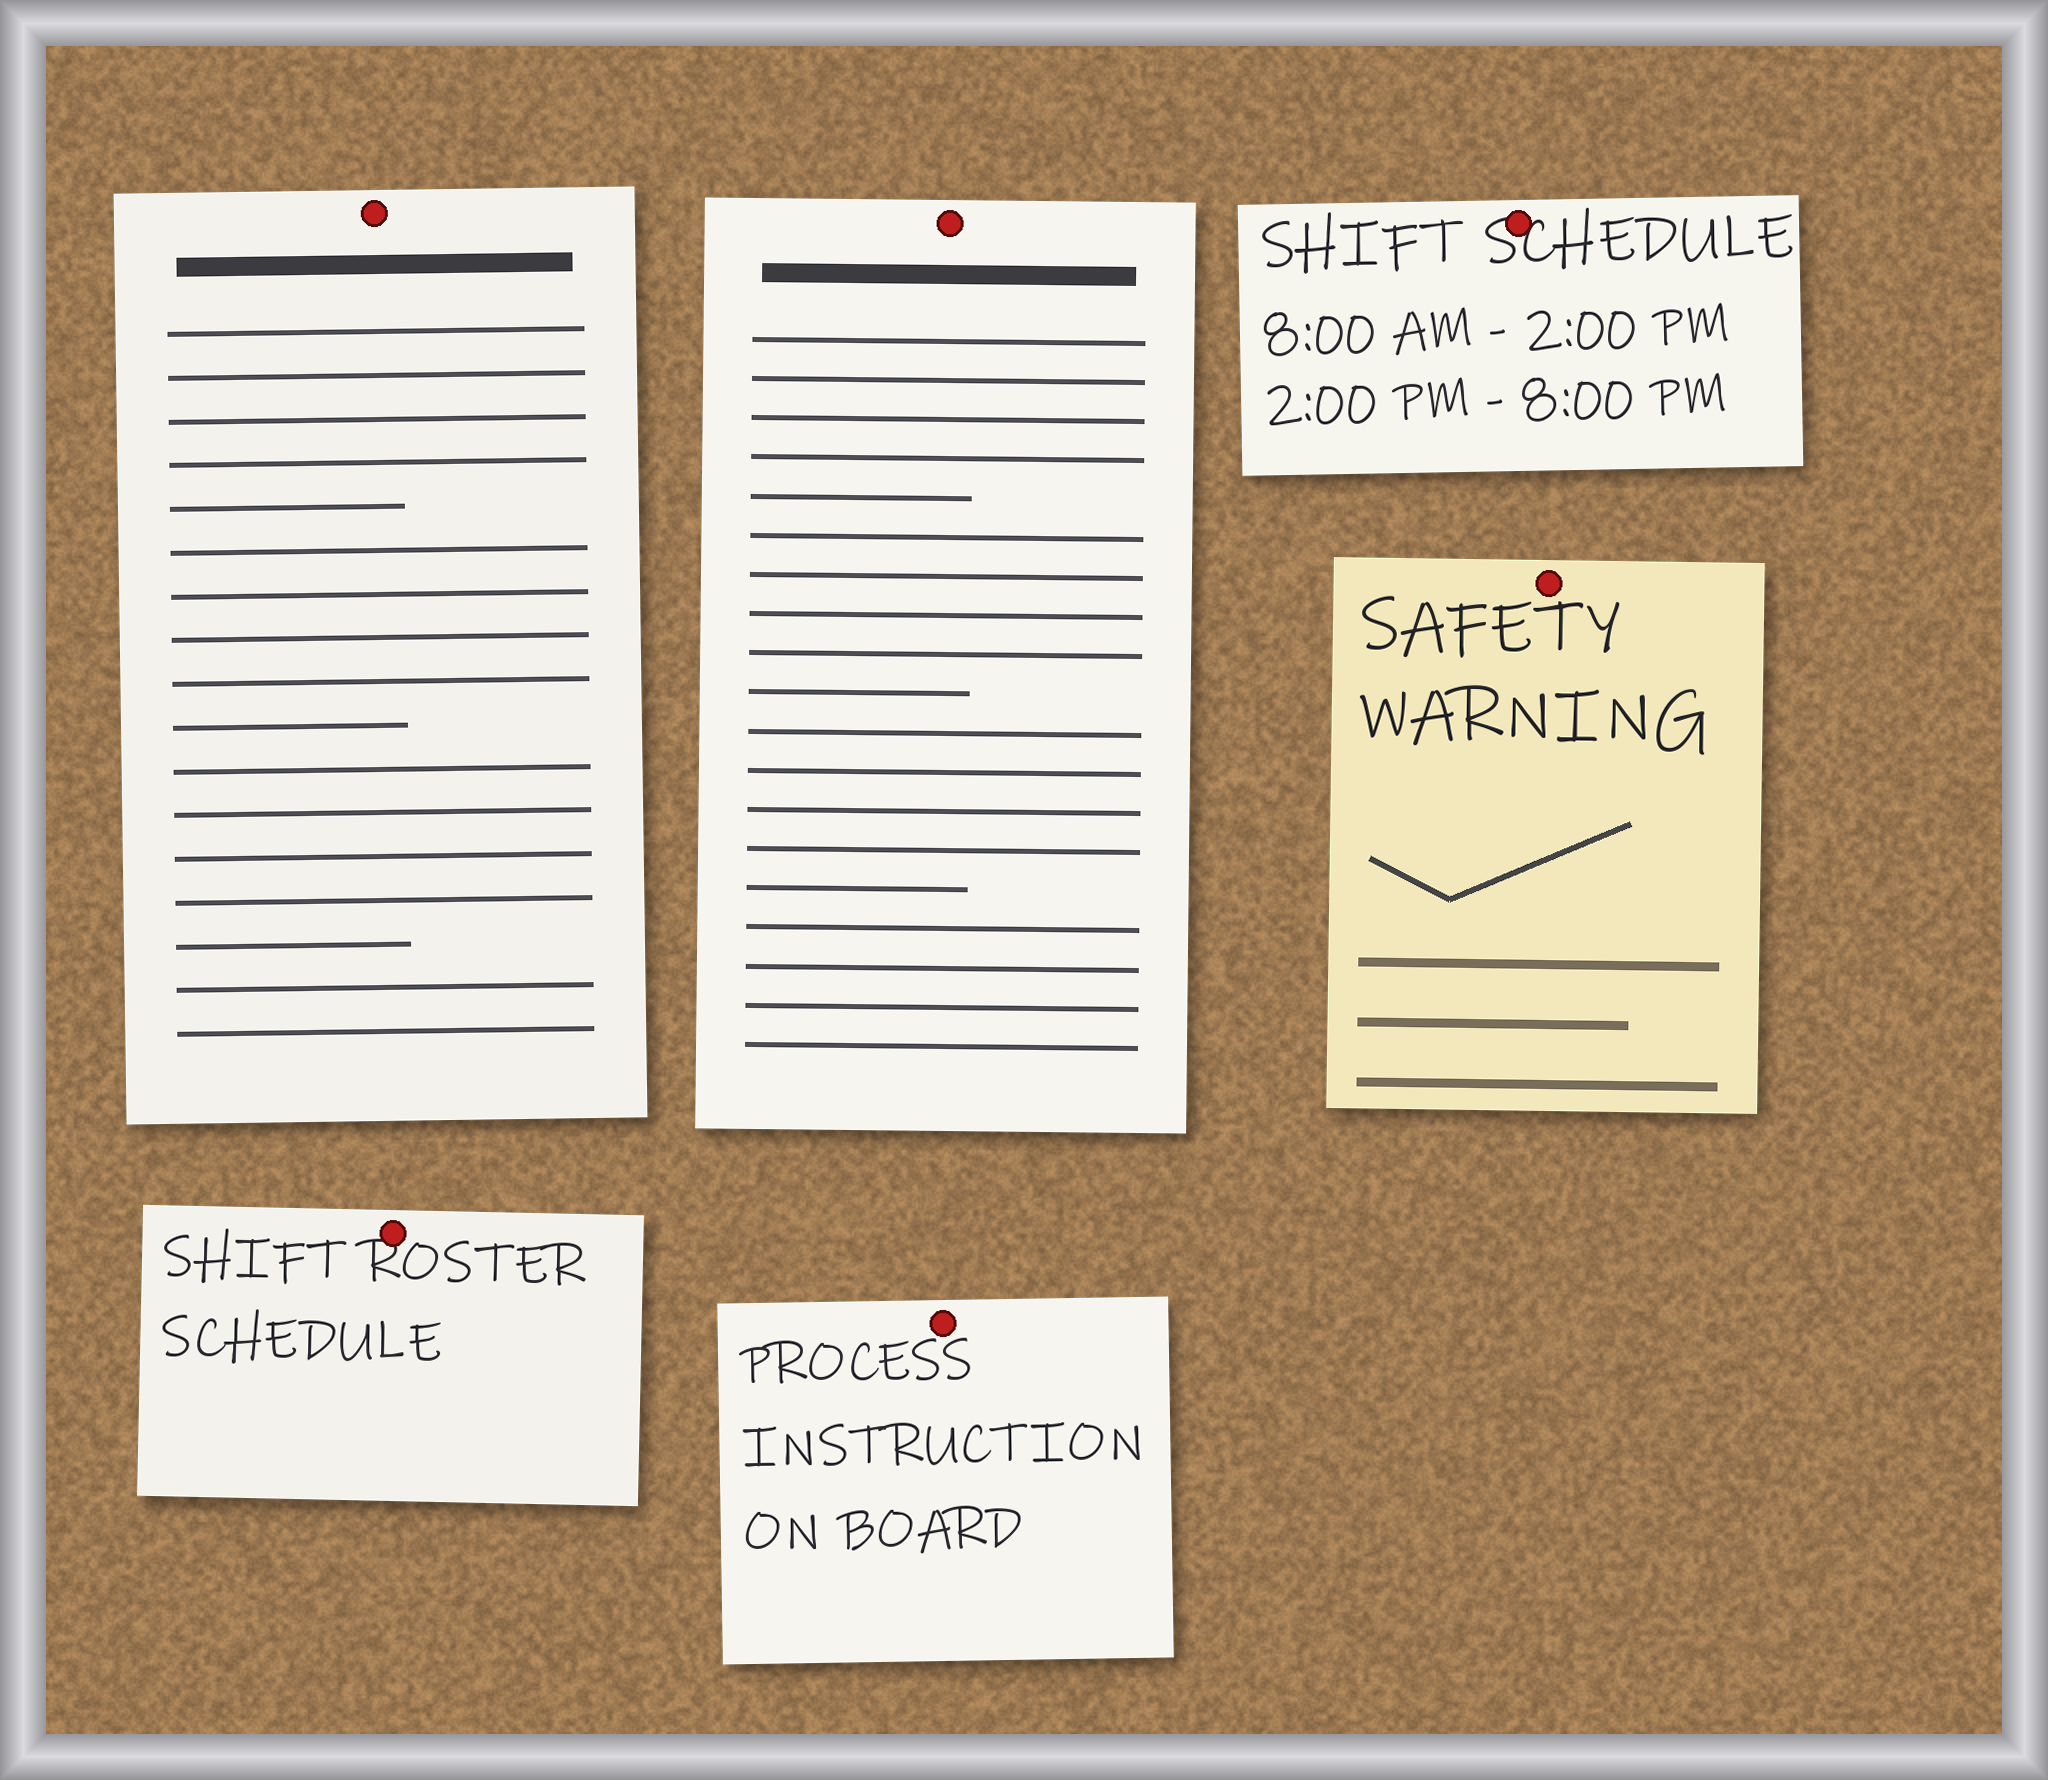 SHIFT SCHEDULE
8:00 AM - 2:00 PM
2:00 PM - 8:00 PM
SAFETY
WARNING
SHIFT ROSTER
SCHEDULE
PROCESS
INSTRUCTION
ON BOARD